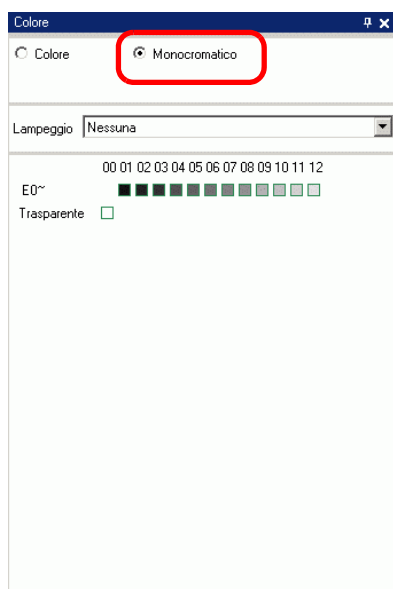 Colore
Colore Monocromatico
Lampeggio Nessuna
00 01 02 03 04 05 06 07 08 09 10 11 12
E0~
Trasparente